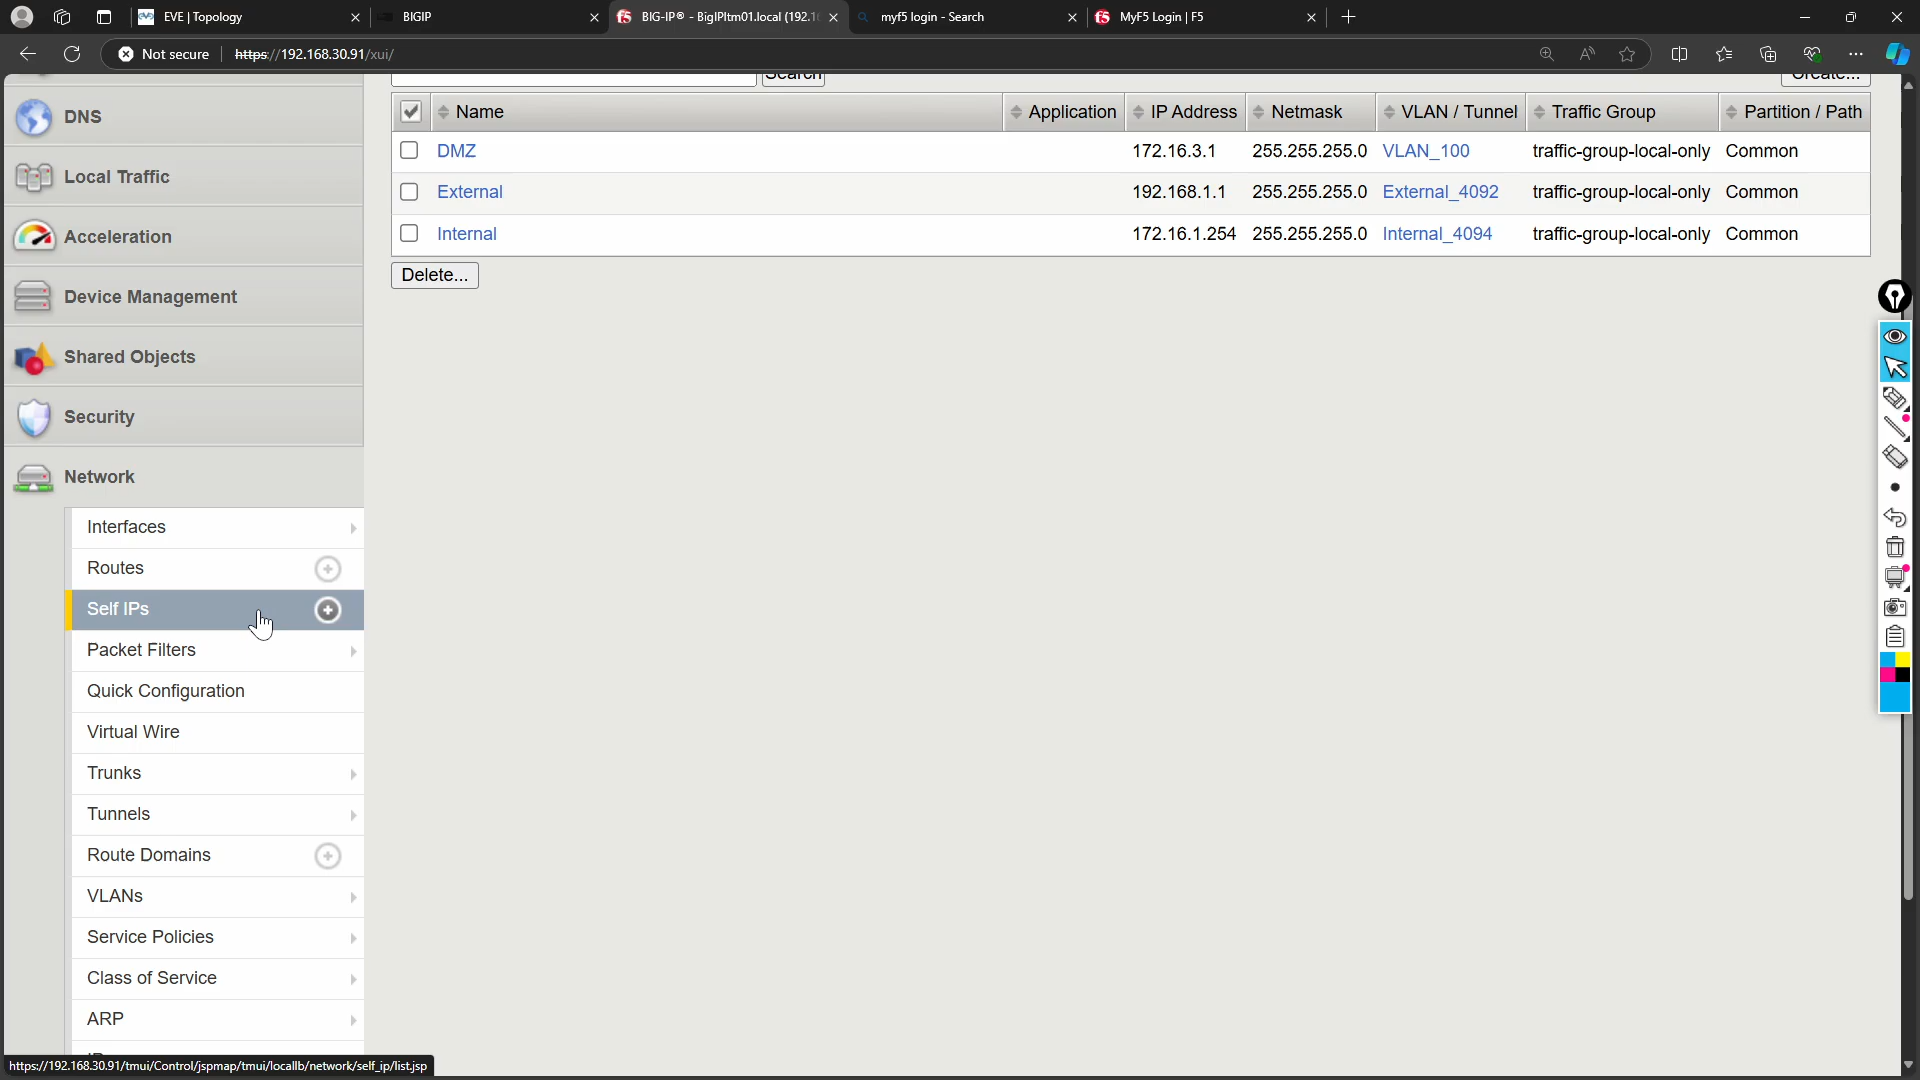 EVE | Topology
BIGIP
BIG-IP® - BigIPltm01.local (192.1
myf5 login - Search
MyF5 Login | F5
Not secure
https://192.168.30.91/xui/
Search
Create...
Name
Application
IP Address
Netmask
VLAN / Tunnel
Traffic Group
Partition / Path
DMZ 172.16.3.1 255.255.255.0 VLAN_100 traffic-group-local-only Common
External 192.168.1.1 255.255.255.0 External_4092 traffic-group-local-only Common
Internal 172.16.1.254 255.255.255.0 Internal_4094 traffic-group-local-only Common
Delete...
DNS
Local Traffic
Acceleration
Device Management
Shared Objects
Security
Network
Interfaces
Routes
Self IPs
Packet Filters
Quick Configuration
Virtual Wire
Trunks
Tunnels
Route Domains
VLANs
Service Policies
Class of Service
ARP
https://192.168.30.91/tmui/Control/jspmap/tmui/locallb/network/self_ip/list.jsp